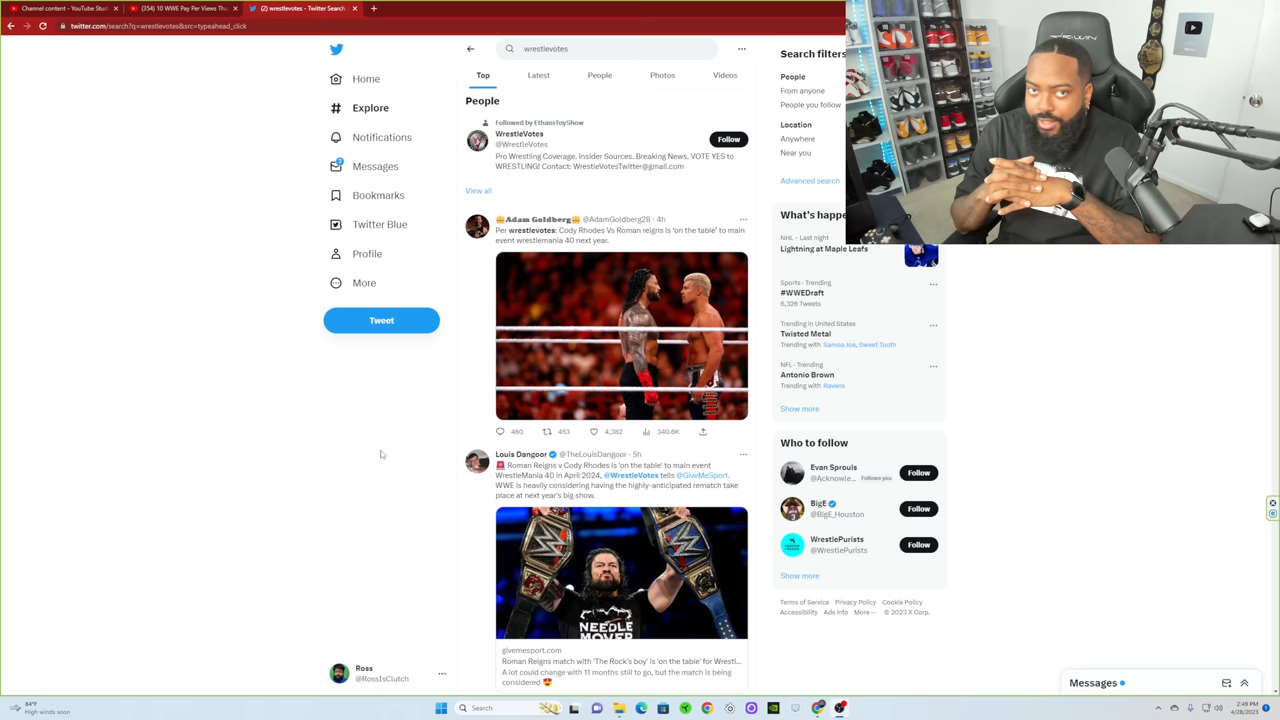 Channel content - YouTube Stud
(354) 10 WWE Pay Per Views Tha
(2) wrestlevotes - Twitter Search
twitter.com/search?q=wrestlevotes&src=typeahead_click
Home
Explore
Notifications
2
Messages
Bookmarks
Twitter Blue
Profile
More
Tweet
Ross
@RossIsClutch
wrestlevotes
Top
Latest
People
Photos
Videos
People
Followed by EthansToyShow
WrestleVotes
@WrestleVotes
Follow
Pro Wrestling Coverage. Insider Sources. Breaking News. VOTE YES to
WRESTLING! Contact: WrestleVotesTwitter@gmail.com
View all
Adam Goldberg @AdamGoldberg28 · 4h
Per wrestlevotes: Cody Rhodes Vs Roman reigns is 'on the table' to main
event wrestlemania 40 next year.
460
453
4,382
340.6K
Louis Dangoor @TheLouisDangoor · 5h
🚨 Roman Reigns v Cody Rhodes is 'on the table' to main event
WrestleMania 40 in April 2024, @WrestleVotes tells @GiveMeSport.
WWE is heavily considering having the highly-anticipated rematch take
place at next year's big show.
NEEDLE
MOVER
givemesport.com
Roman Reigns match with 'The Rock's boy' is 'on the table' for Wrestl...
A lot could change with 11 months still to go, but the match is being
considered 😍
Search filters
People
From anyone
People you follow
Location
Anywhere
Near you
Advanced search
What's happe
NHL · Last night
Lightning at Maple Leafs
Sports · Trending
#WWEDraft
6,326 Tweets
Trending in United States
Twisted Metal
Trending with Samoa Joe, Sweet Tooth
NFL · Trending
Antonio Brown
Trending with Ravens
Show more
Who to follow
Evan Sprouls
@Acknowle... Follows you
Follow
BigE
@BIgE_Houston
Follow
WrestlePurists
@WrestlePurists
Follow
Show more
Terms of Service Privacy Policy Cookie Policy
Accessibility Ads info More ··· © 2023 X Corp.
Messages
84°F
High winds soon
Search
2:49 PM
4/28/2023